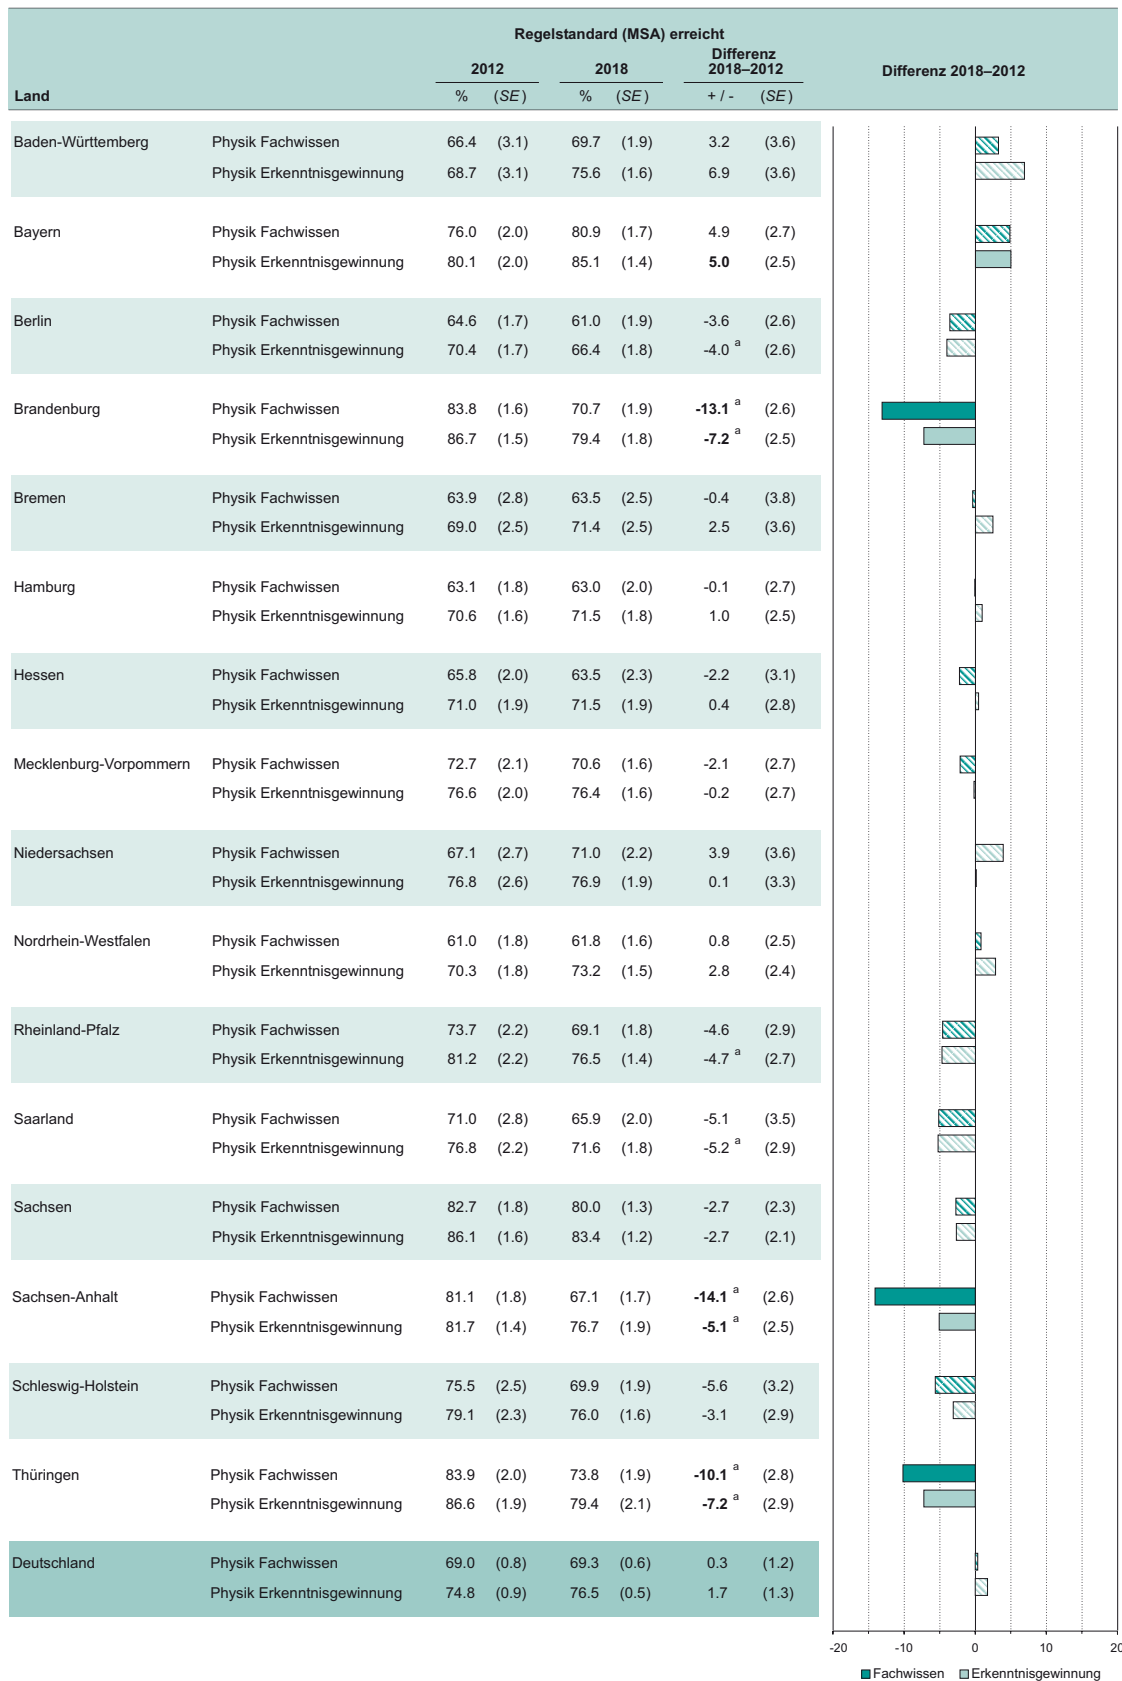 Regelstandard (MSA) erreicht
2012 2018 Differenz 2018–2012 Differenz 2018–2012
Land % (SE) % (SE) + / - (SE)
Baden-Württemberg Physik Fachwissen 66.4 (3.1) 69.7 (1.9) 3.2 (3.6)
Physik Erkenntnisgewinnung 68.7 (3.1) 75.6 (1.6) 6.9 (3.6)
Bayern Physik Fachwissen 76.0 (2.0) 80.9 (1.7) 4.9 (2.7)
Physik Erkenntnisgewinnung 80.1 (2.0) 85.1 (1.4) 5.0 (2.5)
Berlin Physik Fachwissen 64.6 (1.7) 61.0 (1.9) -3.6 (2.6)
Physik Erkenntnisgewinnung 70.4 (1.7) 66.4 (1.8) -4.0 a (2.6)
Brandenburg Physik Fachwissen 83.8 (1.6) 70.7 (1.9) -13.1 a (2.6)
Physik Erkenntnisgewinnung 86.7 (1.5) 79.4 (1.8) -7.2 a (2.5)
Bremen Physik Fachwissen 63.9 (2.8) 63.5 (2.5) -0.4 (3.8)
Physik Erkenntnisgewinnung 69.0 (2.5) 71.4 (2.5) 2.5 (3.6)
Hamburg Physik Fachwissen 63.1 (1.8) 63.0 (2.0) -0.1 (2.7)
Physik Erkenntnisgewinnung 70.6 (1.6) 71.5 (1.8) 1.0 (2.5)
Hessen Physik Fachwissen 65.8 (2.0) 63.5 (2.3) -2.2 (3.1)
Physik Erkenntnisgewinnung 71.0 (1.9) 71.5 (1.9) 0.4 (2.8)
Mecklenburg-Vorpommern Physik Fachwissen 72.7 (2.1) 70.6 (1.6) -2.1 (2.7)
Physik Erkenntnisgewinnung 76.6 (2.0) 76.4 (1.6) -0.2 (2.7)
Niedersachsen Physik Fachwissen 67.1 (2.7) 71.0 (2.2) 3.9 (3.6)
Physik Erkenntnisgewinnung 76.8 (2.6) 76.9 (1.9) 0.1 (3.3)
Nordrhein-Westfalen Physik Fachwissen 61.0 (1.8) 61.8 (1.6) 0.8 (2.5)
Physik Erkenntnisgewinnung 70.3 (1.8) 73.2 (1.5) 2.8 (2.4)
Rheinland-Pfalz Physik Fachwissen 73.7 (2.2) 69.1 (1.8) -4.6 (2.9)
Physik Erkenntnisgewinnung 81.2 (2.2) 76.5 (1.4) -4.7 a (2.7)
Saarland Physik Fachwissen 71.0 (2.8) 65.9 (2.0) -5.1 (3.5)
Physik Erkenntnisgewinnung 76.8 (2.2) 71.6 (1.8) -5.2 a (2.9)
Sachsen Physik Fachwissen 82.7 (1.8) 80.0 (1.3) -2.7 (2.3)
Physik Erkenntnisgewinnung 86.1 (1.6) 83.4 (1.2) -2.7 (2.1)
Sachsen-Anhalt Physik Fachwissen 81.1 (1.8) 67.1 (1.7) -14.1 a (2.6)
Physik Erkenntnisgewinnung 81.7 (1.4) 76.7 (1.9) -5.1 a (2.5)
Schleswig-Holstein Physik Fachwissen 75.5 (2.5) 69.9 (1.9) -5.6 (3.2)
Physik Erkenntnisgewinnung 79.1 (2.3) 76.0 (1.6) -3.1 (2.9)
Thüringen Physik Fachwissen 83.9 (2.0) 73.8 (1.9) -10.1 a (2.8)
Physik Erkenntnisgewinnung 86.6 (1.9) 79.4 (2.1) -7.2 a (2.9)
Deutschland Physik Fachwissen 69.0 (0.8) 69.3 (0.6) 0.3 (1.2)
Physik Erkenntnisgewinnung 74.8 (0.9) 76.5 (0.5) 1.7 (1.3)
-20 -10 0 10 20
Fachwissen Erkenntnisgewinnung